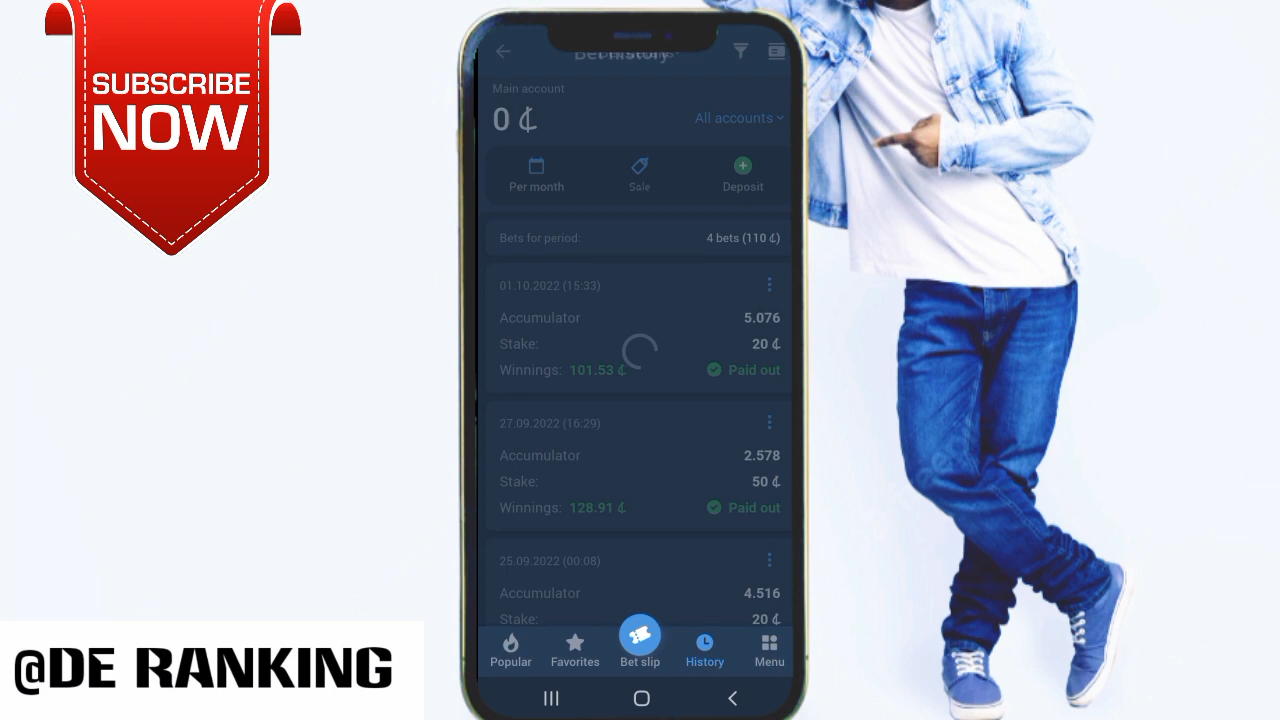 SUBSCRIBE
NOW
Bet history
Main account
0 ₵
All accounts
Per month
Sale
Deposit
Bets for period:
4 bets (110 ₵)
01.10.2022 (15:33)
Accumulator
5.076
Stake:
20 ₵
Winnings: 101.53 ₵
Paid out
27.09.2022 (16:29)
Accumulator
2.578
Stake:
50 ₵
Winnings: 128.91 ₵
Paid out
25.09.2022 (00:08)
Accumulator
4.516
Stake:
20 ₵
Popular
Favorites
Bet slip
History
Menu
@DE RANKING